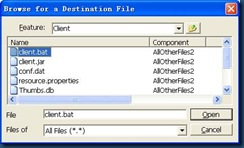 Browse for a Destination File
Feature: Client
Name Component
client.bat AllOtherFiles2
client.jar AllOtherFiles2
conf.dat AllOtherFiles2
resource.properties AllOtherFiles2
Thumbs.db AllOtherFiles2
File client.bat Open
Files of All Files (*.*) Cancel